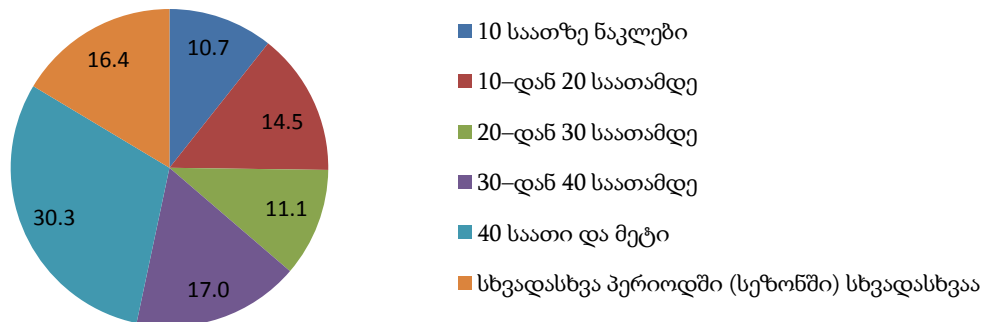 10.7
14.5
11.1
17.0
30.3
16.4
10 საათზე ნაკლები
10–დან 20 საათამდე
20–დან 30 საათამდე
30–დან 40 საათამდე
40 საათი და მეტი
სხვადასხვა პერიოდში (სეზონში) სხვადასხვაა